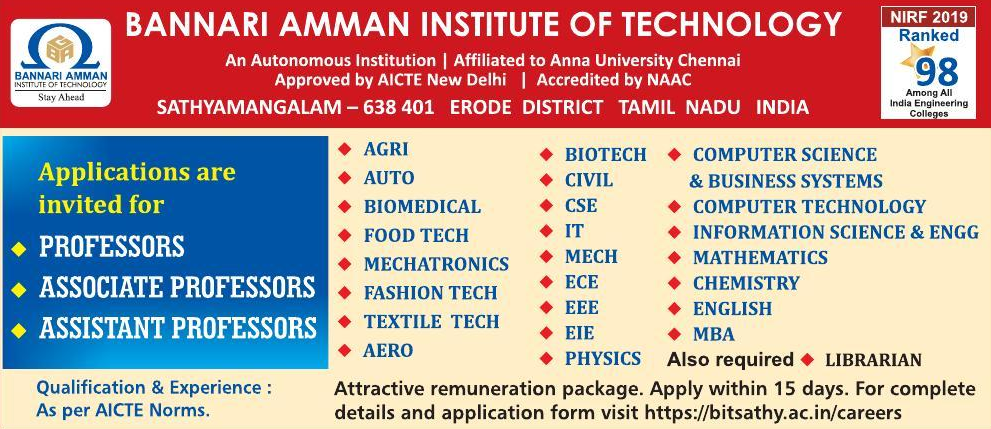 BANNARI AMMAN INSTITUTE OF TECHNOLOGY
An Autonomous Institution | Affiliated to Anna University Chennai
Approved by AICTE New Delhi | Accredited by NAAC
SATHYAMANGALAM – 638 401 ERODE DISTRICT TAMIL NADU INDIA
BANNARI AMMAN
INSTITUTE OF TECHNOLOGY
Stay Ahead
NIRF 2019
Ranked
98
Among All
India Engineering
Colleges
Applications are
invited for
PROFESSORS
ASSOCIATE PROFESSORS
ASSISTANT PROFESSORS
AGRI
AUTO
BIOMEDICAL
FOOD TECH
MECHATRONICS
FASHION TECH
TEXTILE TECH
AERO
BIOTECH
CIVIL
CSE
IT
MECH
ECE
EEE
EIE
PHYSICS
COMPUTER SCIENCE
& BUSINESS SYSTEMS
COMPUTER TECHNOLOGY
INFORMATION SCIENCE & ENGG
MATHEMATICS
CHEMISTRY
ENGLISH
MBA
Also required LIBRARIAN
Qualification & Experience :
As per AICTE Norms.
Attractive remuneration package. Apply within 15 days. For complete
details and application form visit https://bitsathy.ac.in/careers